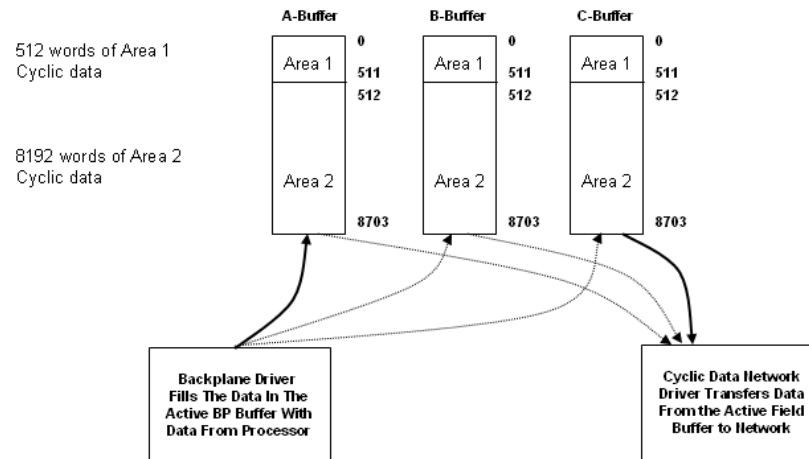 A-Buffer
B-Buffer
C-Buffer
512 words of Area 1
Cyclic data
Area 1
0
511
512
Area 1
0
511
512
Area 1
0
511
512
8192 words of Area 2
Cyclic data
Area 2
8703
Area 2
8703
Area 2
8703
Backplane Driver
Fills The Data In The
Active BP Buffer With
Data From Processor
Cyclic Data Network
Driver Transfers Data
From the Active Field
Buffer to Network